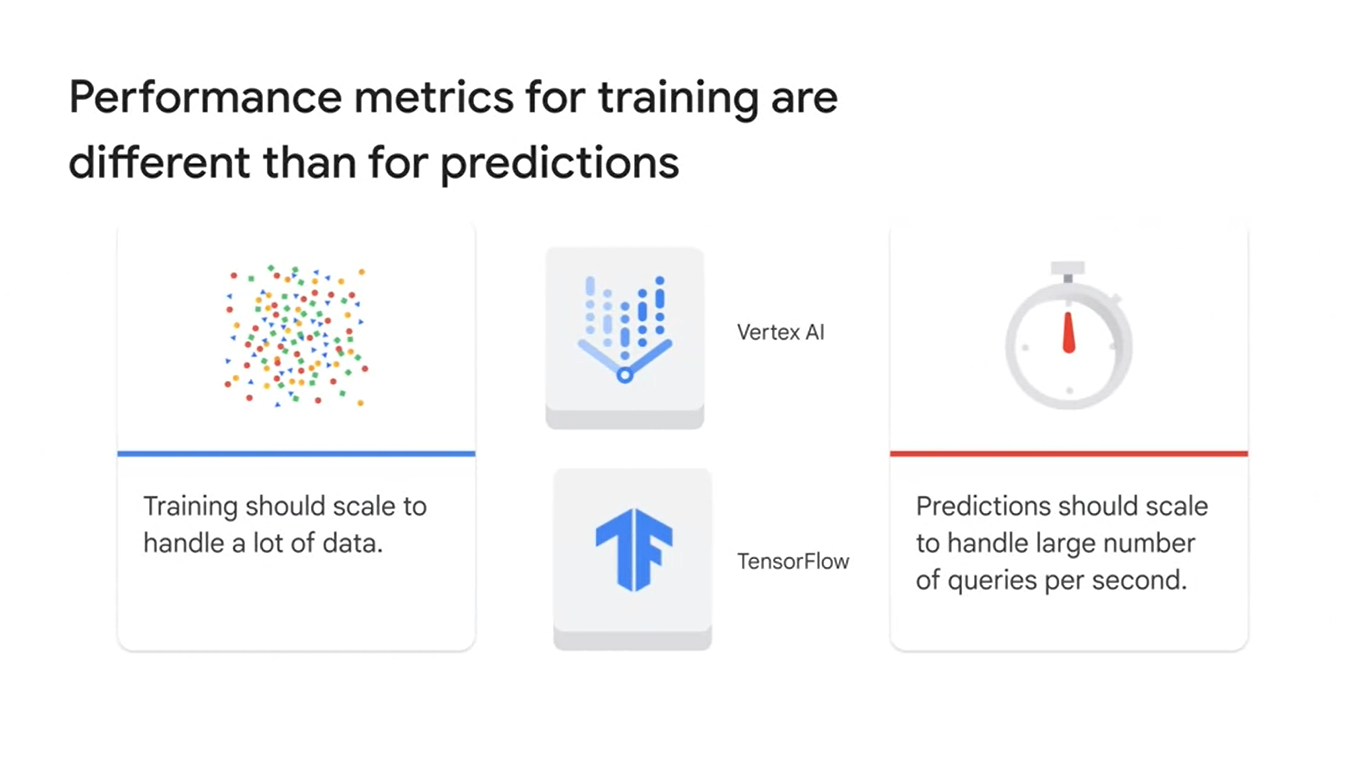 Performance metrics for training are
different than for predictions
Training should scale to
handle a lot of data.
Vertex AI
TensorFlow
Predictions should scale
to handle large number
of queries per second.